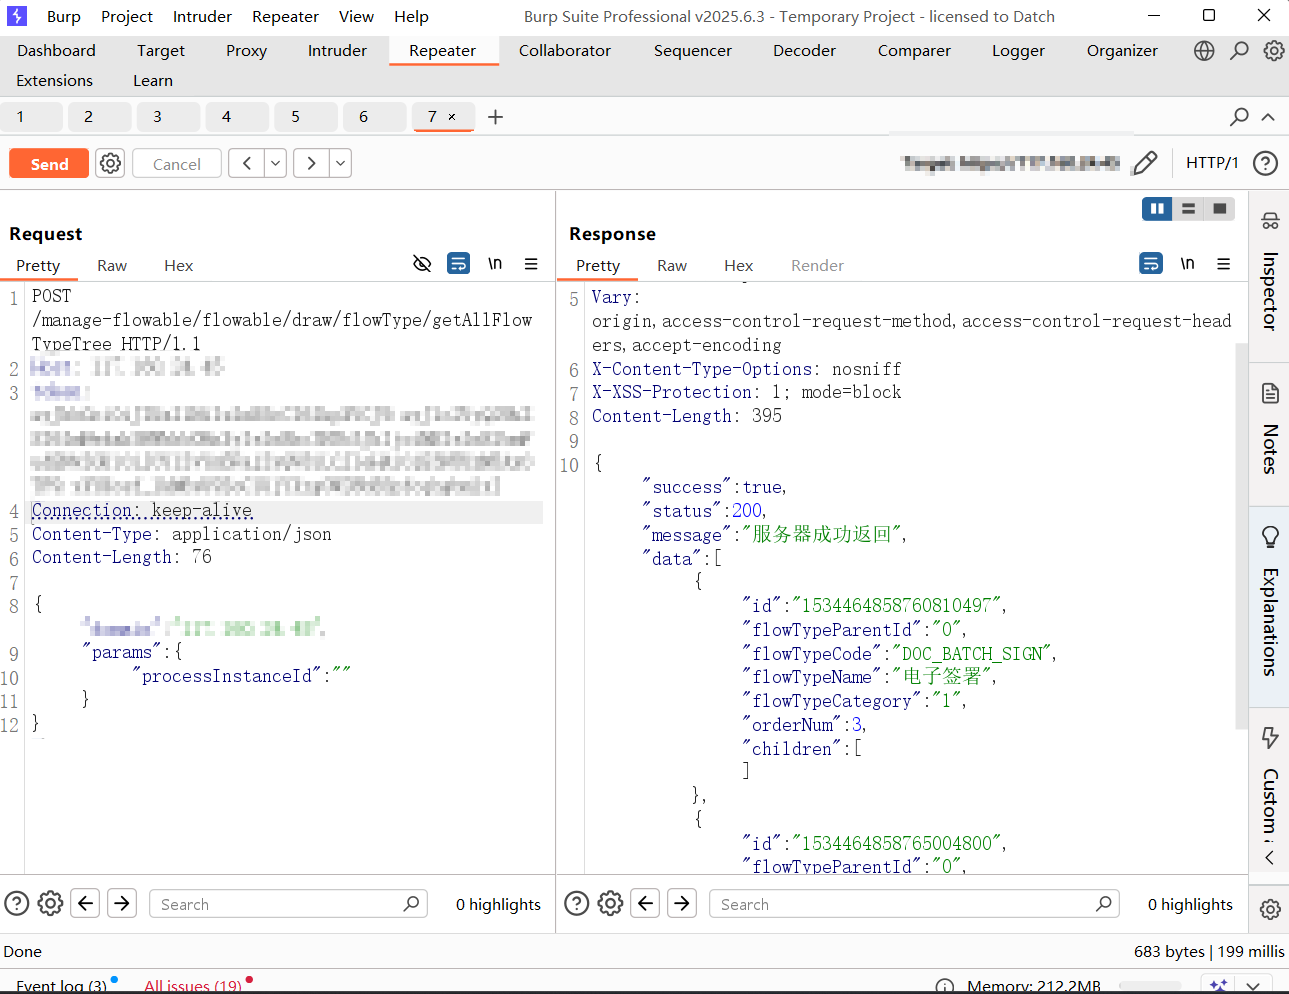 Burp Project Intruder Repeater View Help Burp Suite Professional v2025.6.3 - Temporary Project - licensed to Datch
Dashboard Target Proxy Intruder Repeater Collaborator Sequencer Decoder Comparer Logger Organizer
Extensions Learn
1 2 3 4 5 6 7 × +
Send Cancel HTTP/1
Request
Pretty Raw Hex \n
1 POST
/manage-flowable/flowable/draw/flowType/getAllFlow
TypeTree HTTP/1.1
2
3
4 Connection: keep-alive
5 Content-Type: application/json
6 Content-Length: 76
7
8 {
9 "params":{
10 "processInstanceId":""
11 }
12 }
Search 0 highlights
Response
Pretty Raw Hex Render \n
5 Vary:
origin,access-control-request-method,access-control-request-head
ers,accept-encoding
6 X-Content-Type-Options: nosniff
7 X-XSS-Protection: 1; mode=block
8 Content-Length: 395
9
10 {
"success":true,
"status":200,
"message":"服务器成功返回",
"data":[
{
"id":"1534464858760810497",
"flowTypeParentId":"0",
"flowTypeCode":"DOC_BATCH_SIGN",
"flowTypeName":"电子签署",
"flowTypeCategory":"1",
"orderNum":3,
"children":[
]
},
{
"id":"1534464858765004800",
"flowTypeParentId":"0",
Search 0 highlights
Inspector
Notes
Explanations
Custom
Done 683 bytes | 199 millis
Event log (3) All issues (19) Memory: 212.2MB